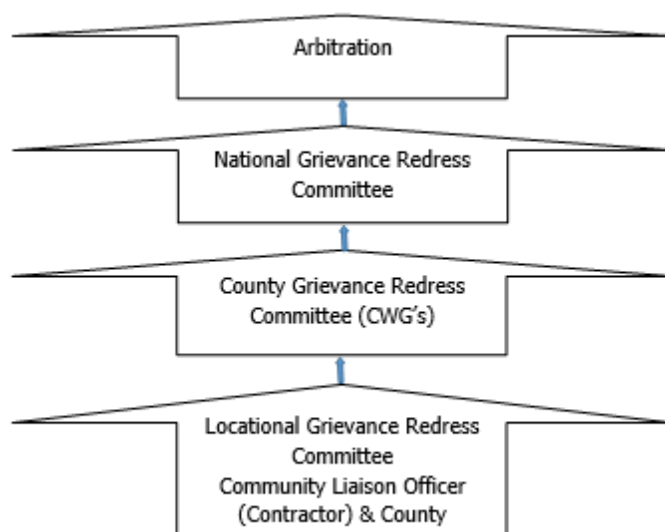 Arbitration
National Grievance Redress
Committee
County Grievance Redress
Committee (CWG’s)
Locational Grievance Redress
Committee
Community Liaison Officer
(Contractor) & County